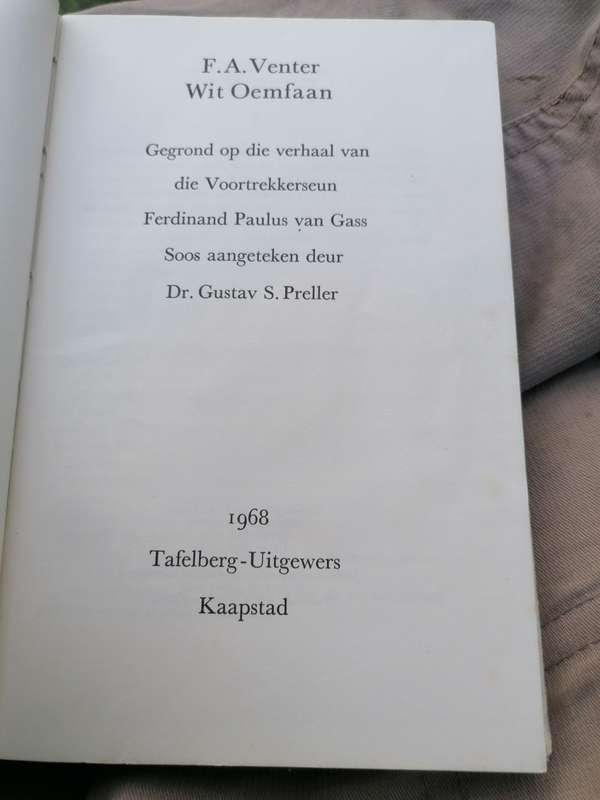 F.A.Venter
Wit Oemfaan
Gegrond op die verhaal van
die Voortrekkerseun
Ferdinand Paulus van Gass
Soos aangeteken deur
Dr. Gustav S. Preller
1968
Tafelberg-Uitgewers
Kaapstad